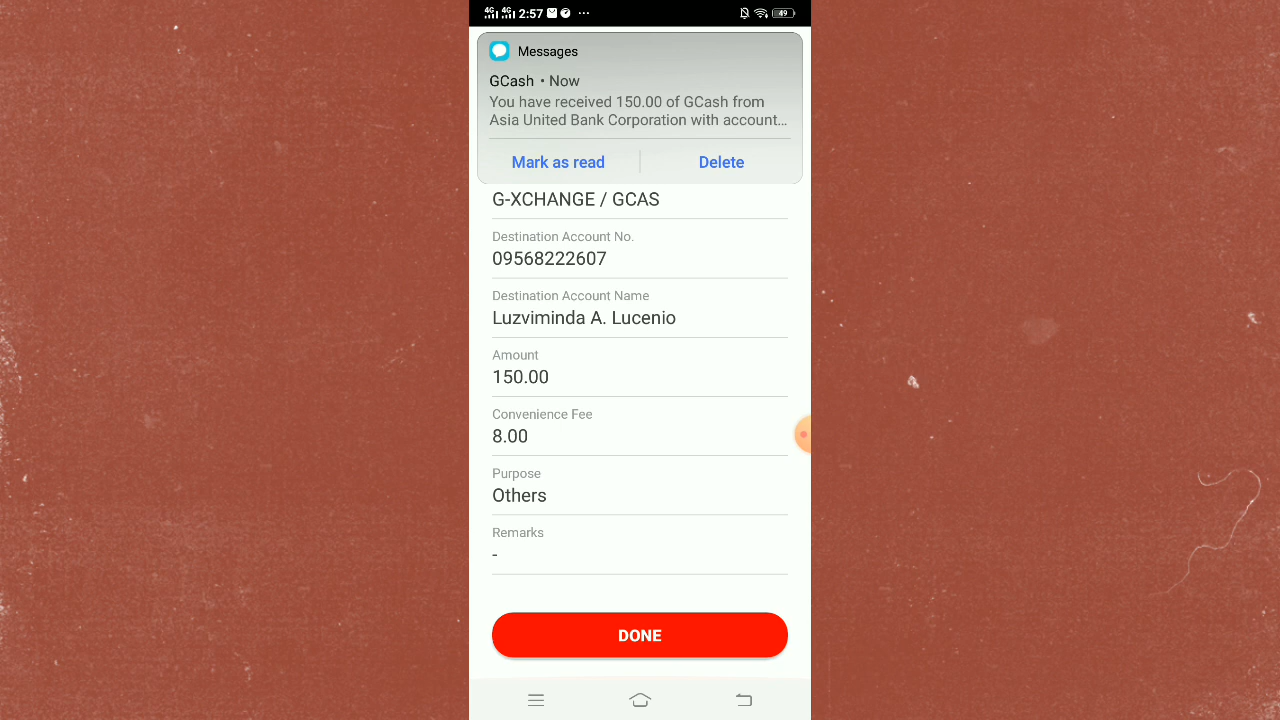 4G 4G 2:57 ... 49
Messages
GCash • Now
You have received 150.00 of GCash from
Asia United Bank Corporation with account...
Mark as read Delete
G-XCHANGE / GCAS
Destination Account No.
09568222607
Destination Account Name
Luzviminda A. Lucenio
Amount
150.00
Convenience Fee
8.00
Purpose
Others
Remarks
-
DONE